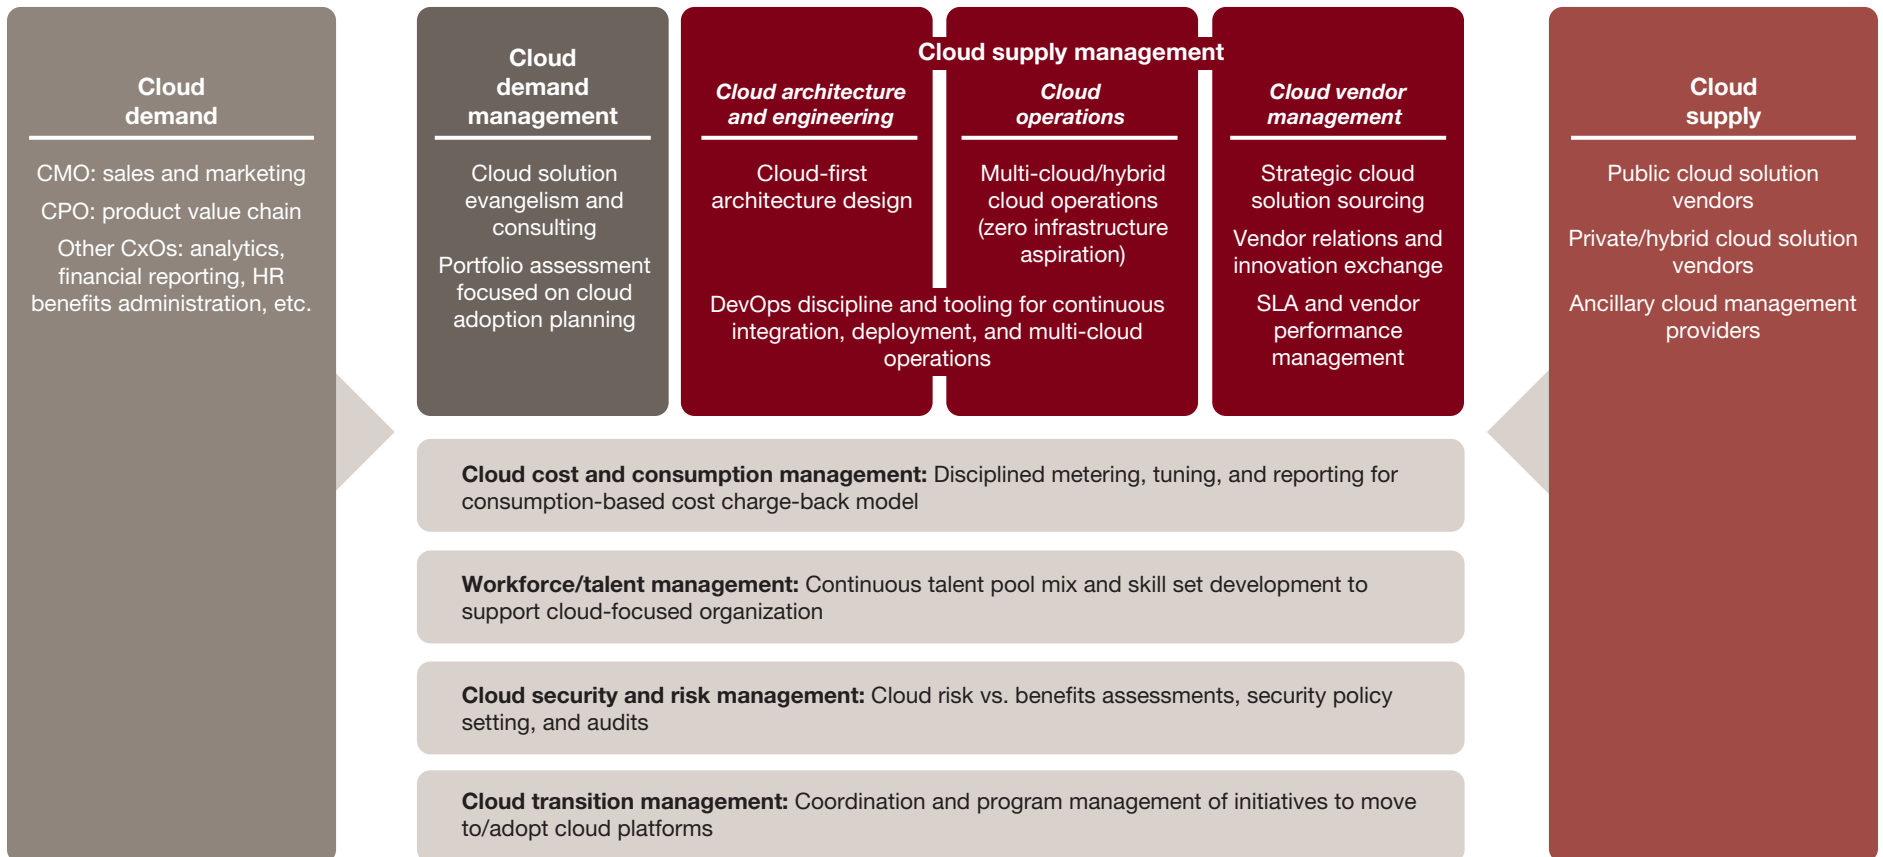 Cloud
demand
CMO: sales and marketing
CPO: product value chain
Other CxOs: analytics,
financial reporting, HR
benefits administration, etc.
Cloud
demand
management
Cloud solution
evangelism and
consulting
Portfolio assessment
focused on cloud
adoption planning
Cloud supply management
Cloud architecture
and engineering
Cloud-first
architecture design
Cloud
operations
Multi-cloud/hybrid
cloud operations
(zero infrastructure
aspiration)
DevOps discipline and tooling for continuous
integration, deployment, and multi-cloud
operations
Cloud vendor
management
Strategic cloud
solution sourcing
Vendor relations and
innovation exchange
SLA and vendor
performance
management
Cloud cost and consumption management: Disciplined metering, tuning, and reporting for
consumption-based cost charge-back model
Workforce/talent management: Continuous talent pool mix and skill set development to
support cloud-focused organization
Cloud security and risk management: Cloud risk vs. benefits assessments, security policy
setting, and audits
Cloud transition management: Coordination and program management of initiatives to move
to/adopt cloud platforms
Cloud
supply
Public cloud solution
vendors
Private/hybrid cloud solution
vendors
Ancillary cloud management
providers